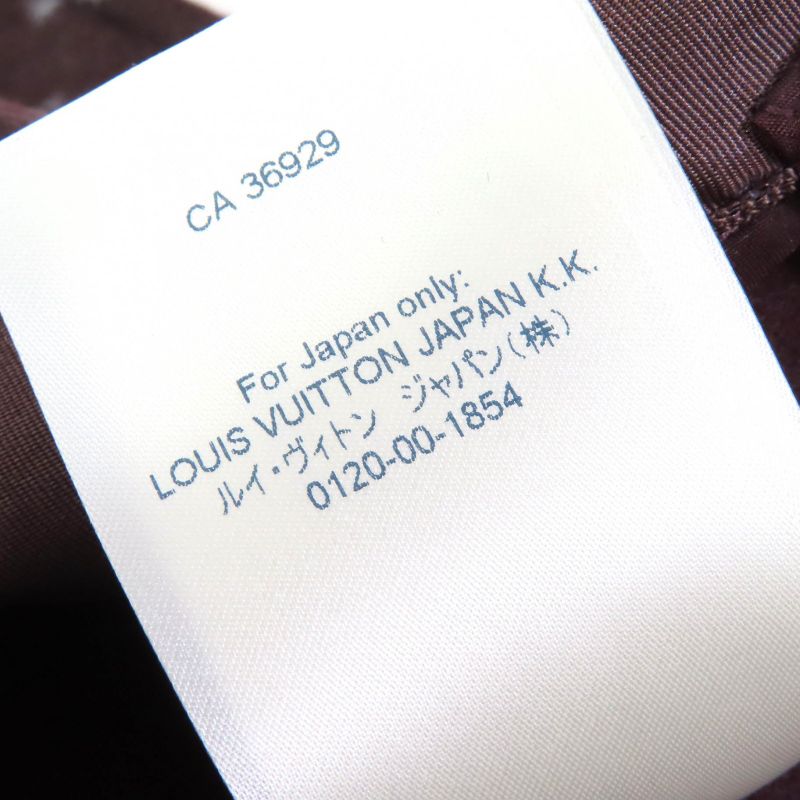 CA 36929
For Japan only:
LOUIS VUITTON JAPAN K.K.
ルイ・ヴィトン ジャパン(株)
0120-00-1854